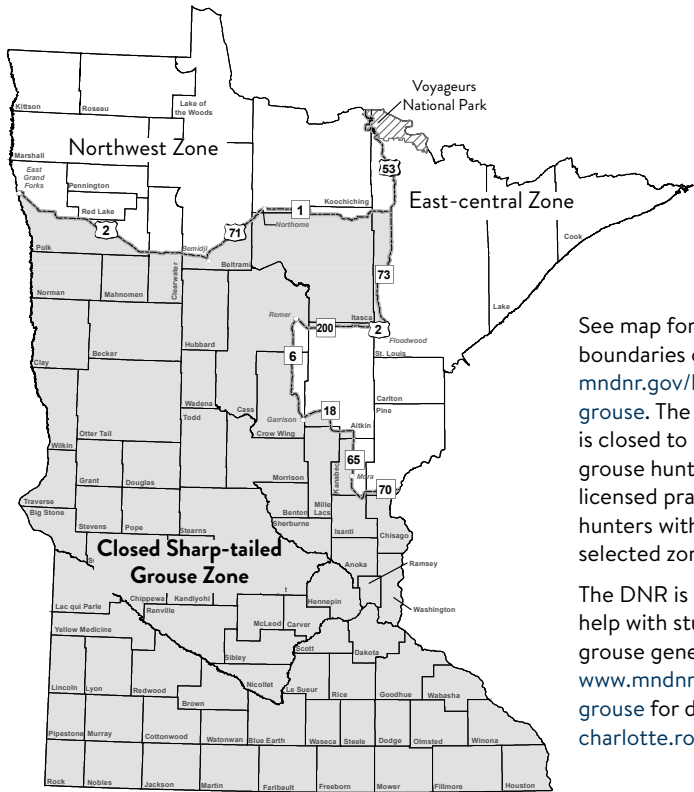 Voyageurs
National Park
Kittson
Roseau
Lake of
the Woods
Northwest Zone
Marshall
East
Grand
Forks
Pennington
Red Lake
2
71
1
Koochiching
53
East-central Zone
Northome
Bemidji
Polk
Beltrami
Clearwater
Cook
Lake
73
Norman
Mahnomen
Itasca
Remer
200
2
Floodwood
St. Louis
Hubbard
6
Clay
Becker
Cass
Wadena
Todd
Garrison
18
Carlton
Pine
Aitkin
Crow Wing
Otter Tail
Wilkin
65
Kanabec
Mora
70
Grant
Douglas
Morrison
Mille
Lacs
Traverse
Big Stone
Benton
Sherburne
Stevens
Pope
Stearns
Isanti
Chisago
Closed Sharp-tailed
Grouse Zone
Anoka
Ramsey
Chippewa
Kandiyohi
Hennepin
Washington
Lac qui Parle
Renville
McLeod
Carver
Yellow Medicine
Scott
Dakota
Sibley
Lincoln
Lyon
Redwood
Nicollet
Le Sueur
Rice
Goodhue
Wabasha
Brown
Pipestone
Murray
Cottonwood
Watonwan
Blue Earth
Waseca
Steele
Dodge
Olmsted
Winona
Rock
Nobles
Jackson
Martin
Faribault
Freeborn
Mower
Fillmore
Houston
See map for
boundaries
mndnr.gov/
grouse. The
is closed to
grouse hunt
licensed pra
hunters with
selected zon
The DNR is
help with stu
grouse gene
www.mndnr
grouse for d
charlotte.ro